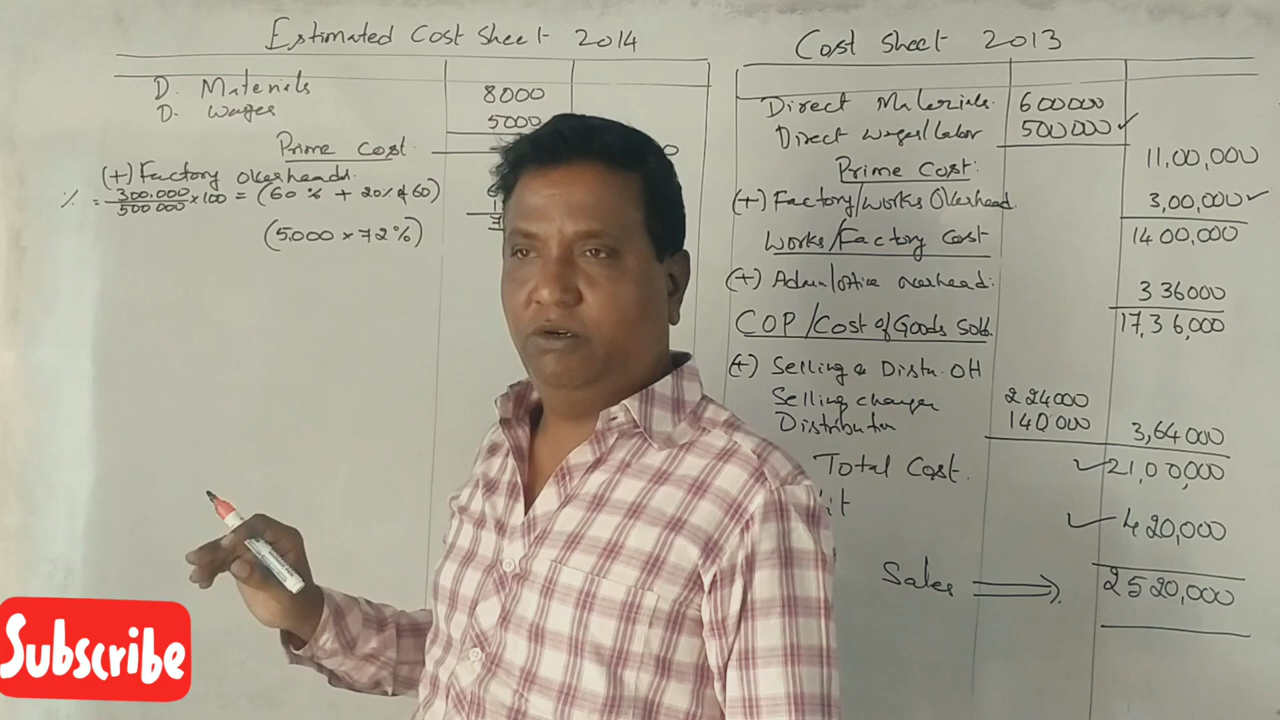 Estimated Cost Sheet 2014
D. Materials 8000
D. Wages 5000
Prime Cost 0
(+) Factory Overheads
% = 300,000/500000 × 100 = (60% + 20% of 60)
(5,000 × 72%) 7
Cost Sheet 2013
Direct Materials. 600000
Direct wages/labor 500000 ✓
Prime Cost: 11,00,000
(+) Factory/Works Overhead. 3,00,000 ✓
Works/Factory Cost 1400,000
(+) Admn/office overhead: 336000
COP/Cost of Goods Sold. 17,36,000
(+) Selling & Distn. OH
Selling charges 224000
Distribution 140000 3,64000
Total Cost. ✓ 21,00,000
it ✓ 420,000
Sales ⟹ 2520,000
Subscribe